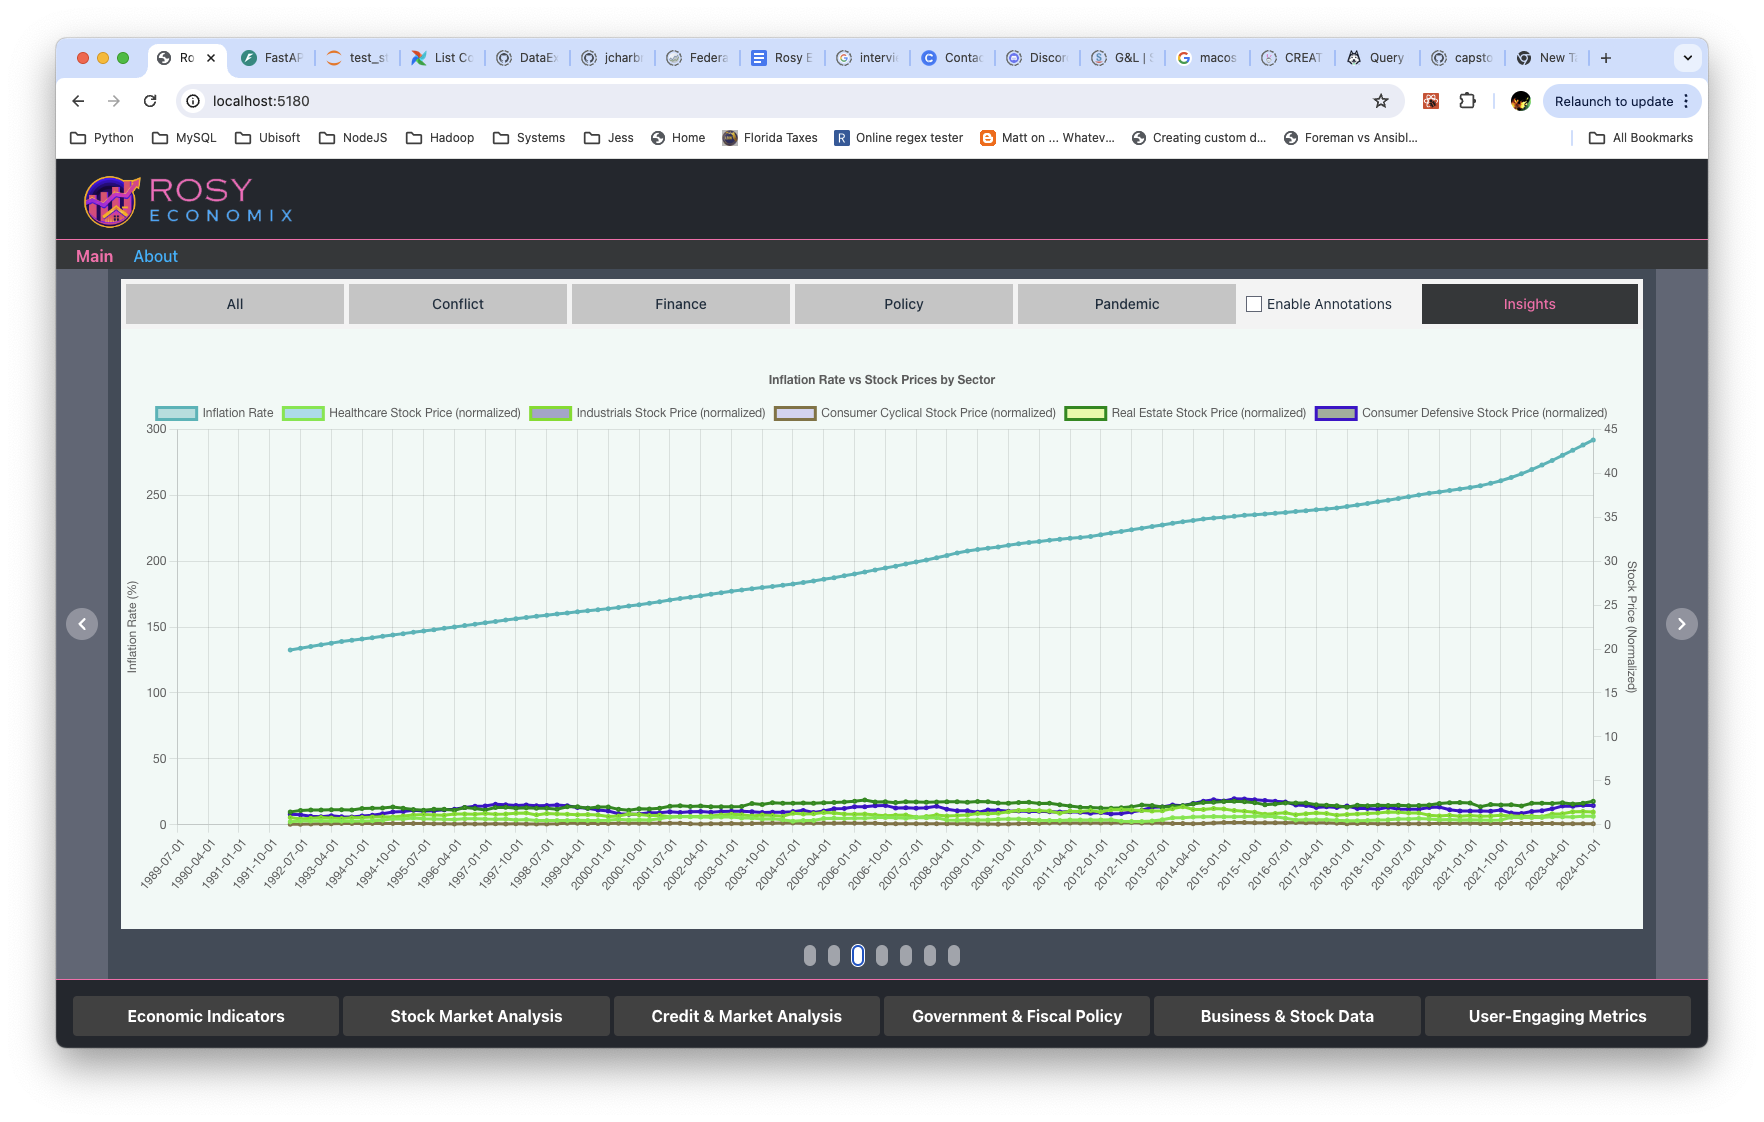 Ro
FastAP
test_st
List Co
DataEx
jcharbr
Federa
Rosy E
intervi
Contac
Discor
G&L | S
macos
CREAT
Query
capsto
New Ta
localhost:5180
Relaunch to update
Python
MySQL
Ubisoft
NodeJS
Hadoop
Systems
Jess
Home
Florida Taxes
Online regex tester
Matt on ... Whatev...
Creating custom d...
Foreman vs Ansibl...
All Bookmarks
ROSY
ECONOMIX
Main
About
All
Conflict
Finance
Policy
Pandemic
Enable Annotations
Insights
Inflation Rate vs Stock Prices by Sector
Inflation Rate
Healthcare Stock Price (normalized)
Industrials Stock Price (normalized)
Consumer Cyclical Stock Price (normalized)
Real Estate Stock Price (normalized)
Consumer Defensive Stock Price (normalized)
Inflation Rate (%)
300
250
200
150
100
50
0
45
40
35
30
25
20
15
10
5
0
Stock Price (Normalized)
1989-07-01
1990-04-01
1991-01-01
1991-10-01
1992-07-01
1993-04-01
1994-01-01
1994-10-01
1995-07-01
1996-04-01
1997-01-01
1997-10-01
1998-07-01
1999-04-01
2000-01-01
2000-10-01
2001-07-01
2002-04-01
2003-01-01
2003-10-01
2004-07-01
2005-04-01
2006-01-01
2006-10-01
2007-07-01
2008-04-01
2009-01-01
2009-10-01
2010-07-01
2011-04-01
2012-01-01
2012-10-01
2013-07-01
2014-04-01
2015-01-01
2015-10-01
2016-07-01
2017-04-01
2018-01-01
2018-10-01
2019-07-01
2020-04-01
2021-01-01
2021-10-01
2022-07-01
2023-04-01
2024-01-01
Economic Indicators
Stock Market Analysis
Credit & Market Analysis
Government & Fiscal Policy
Business & Stock Data
User-Engaging Metrics